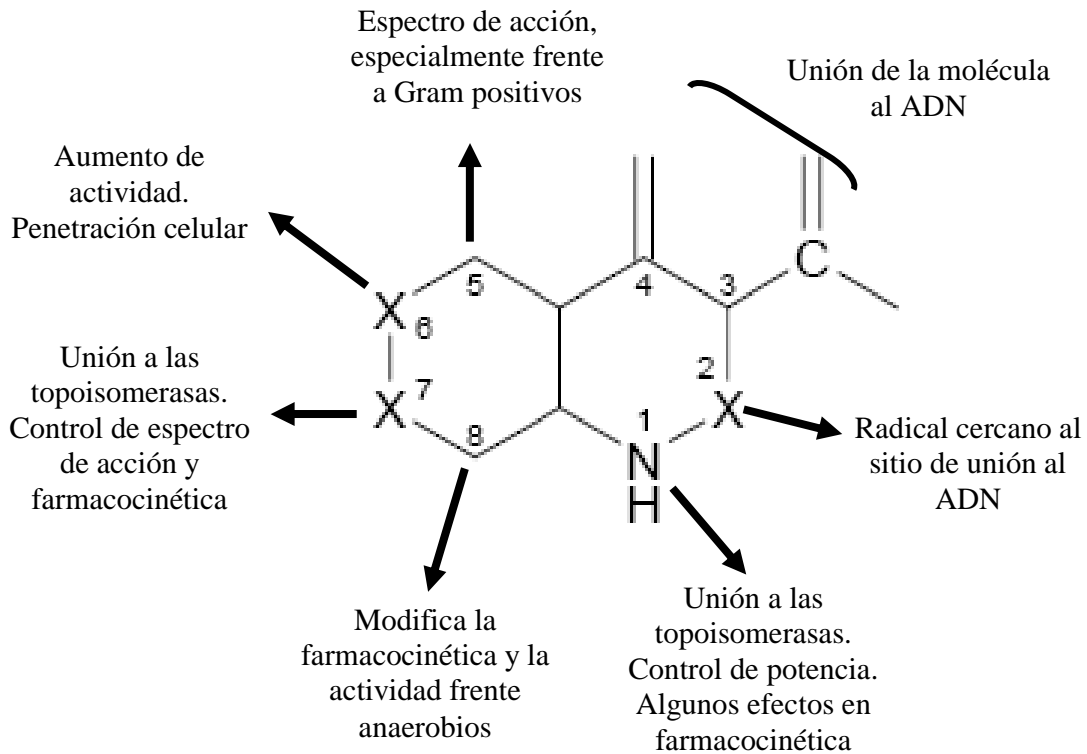 Espectro de acción,
especialmente frente
a Gram positivos
Unión de la molécula
al ADN
Aumento de
actividad.
Penetración celular
5
4
3
C
X
6
2
Unión a las
topoisomerasas.
Control de espectro
de acción y
farmacocinética
X
7
8
1
N
H
X
Radical cercano al
sitio de unión al
ADN
Modifica la
farmacocinética y la
actividad frente
anaerobios
Unión a las
topoisomerasas.
Control de potencia.
Algunos efectos en
farmacocinética